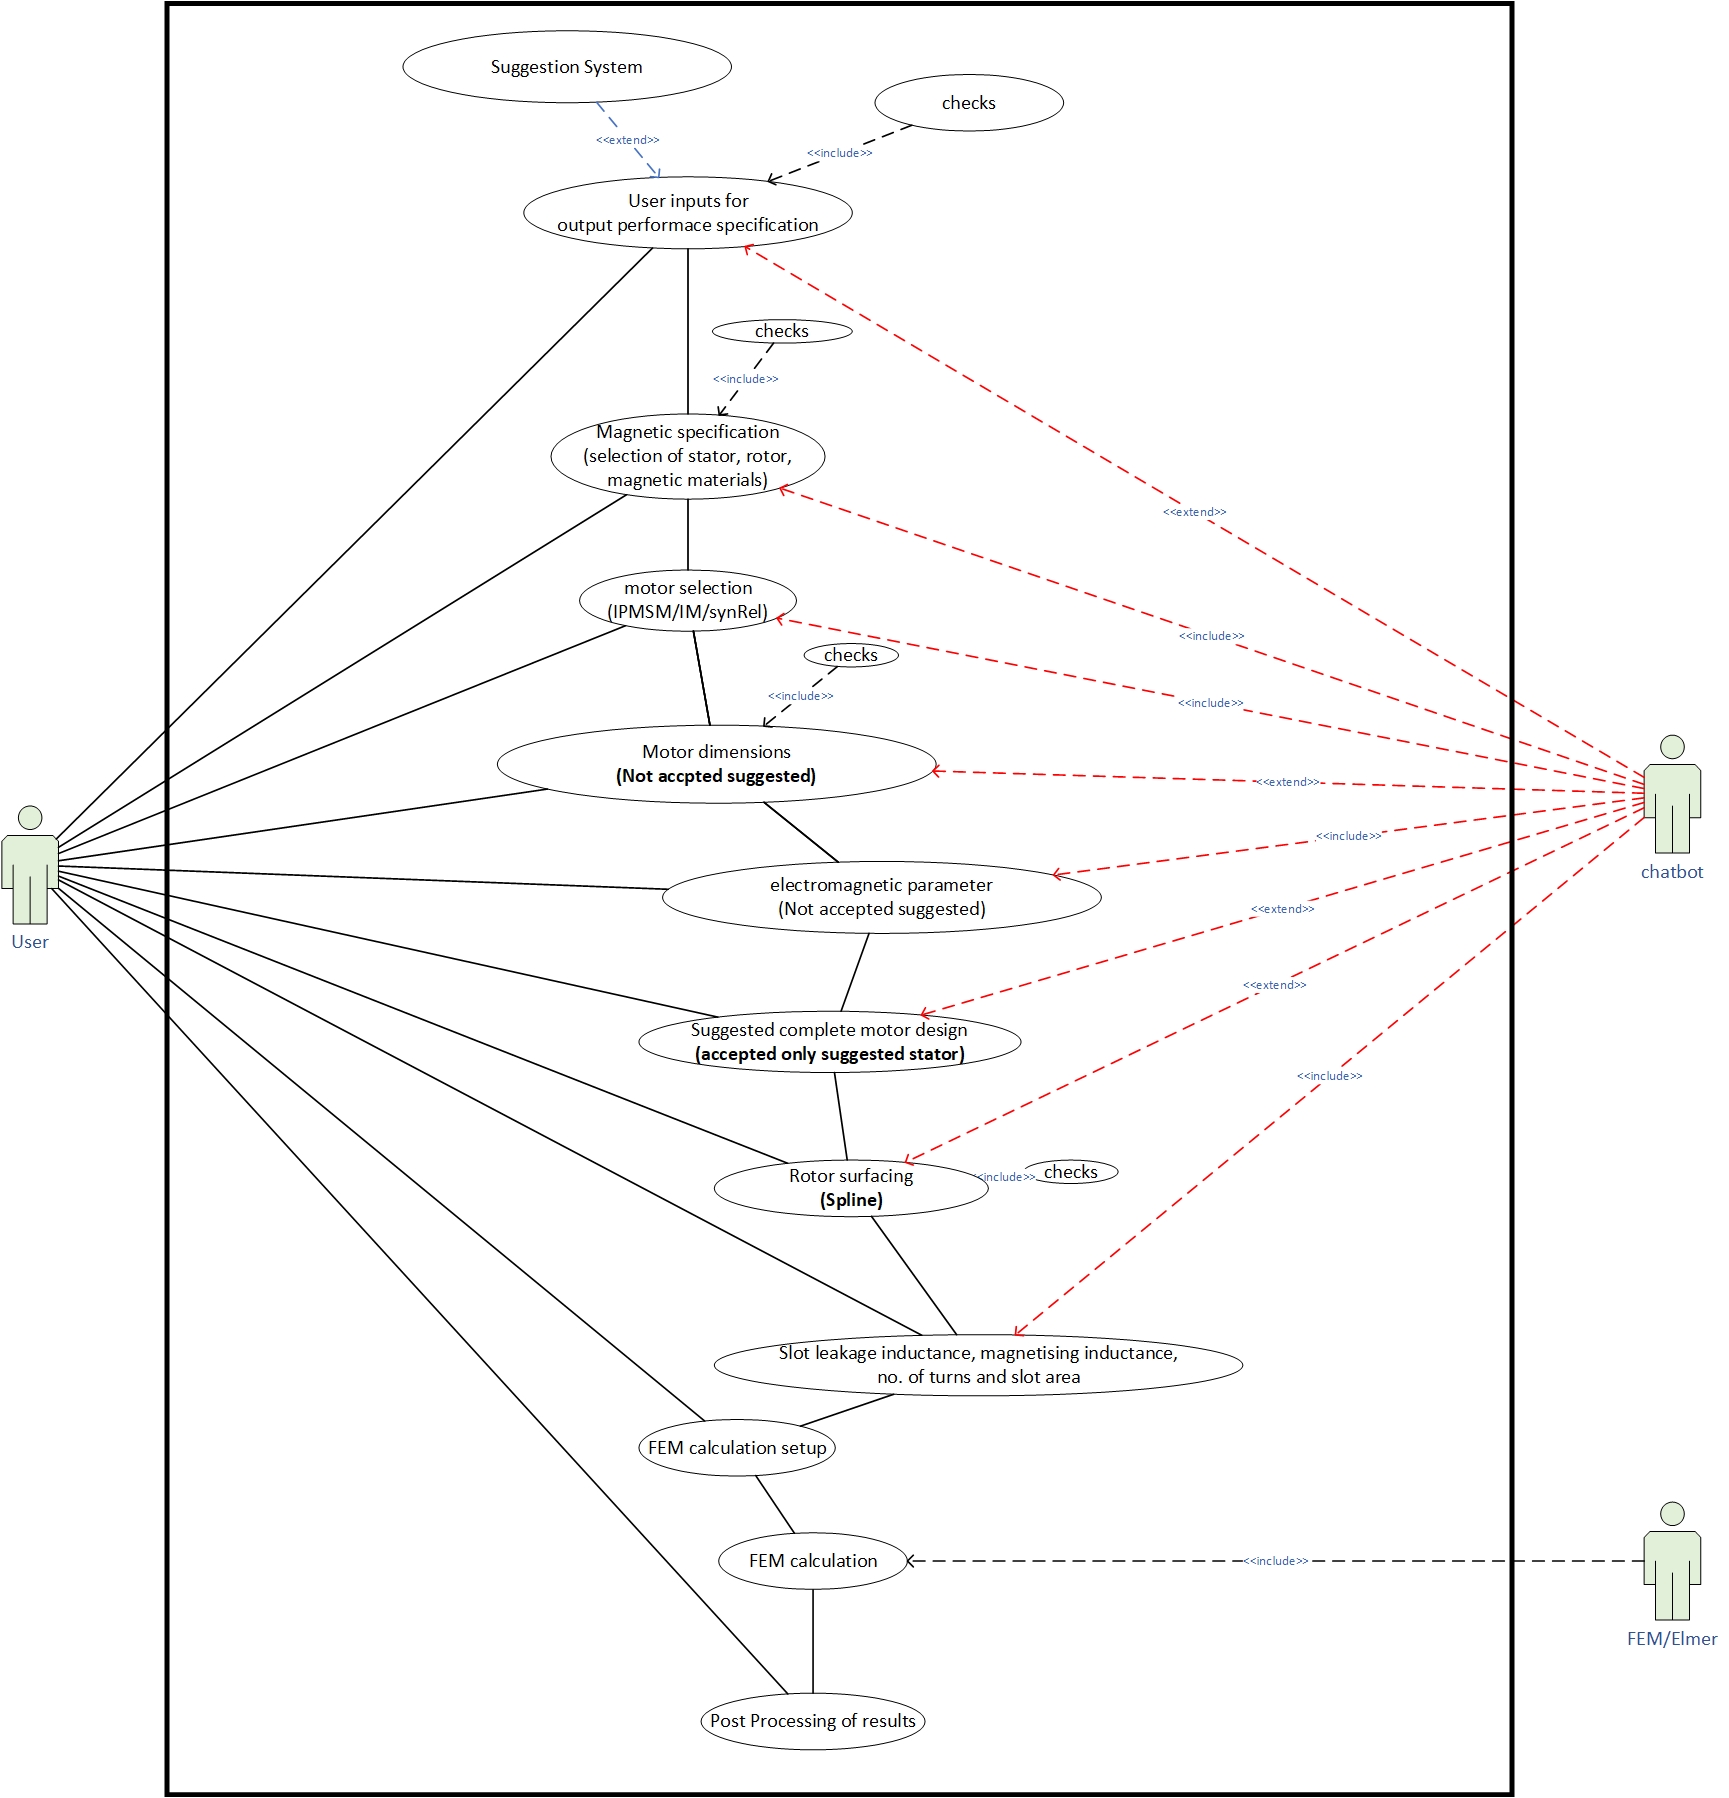 Suggestion System
checks
<<extend>>
<<include>>
User inputs for
output performace specification
checks
<<include>>
Magnetic specification
(selection of stator, rotor,
magnetic materials)
<<extend>>
motor selection
(IPMSM/IM/synRel)
<<include>>
checks
<<include>>
<<include>>
Motor dimensions
(Not accpted suggested)
<<extend>>
<<include>>
electromagnetic parameter
(Not accepted suggested)
chatbot
<<extend>>
User
<<extend>>
Suggested complete motor design
(accepted only suggested stator)
<<include>>
Rotor surfacing
(Spline)
<<include>>
checks
Slot leakage inductance, magnetising inductance,
no. of turns and slot area
FEM calculation setup
FEM calculation
<<include>>
FEM/Elmer
Post Processing of results